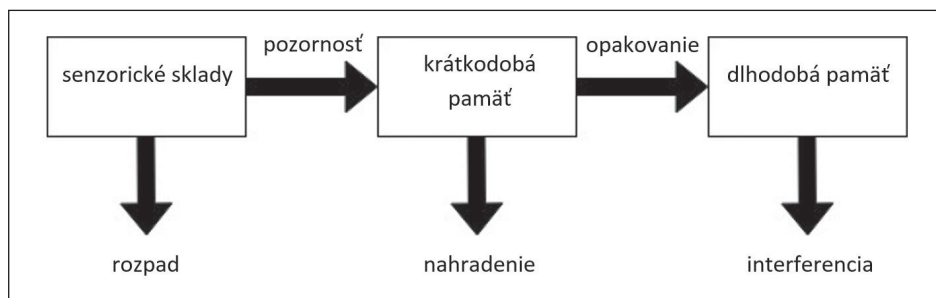 senzorické sklady
pozornosť
krátkodobá
pamäť
opakovanie
dlhodobá pamäť
rozpad
nahradenie
interferencia